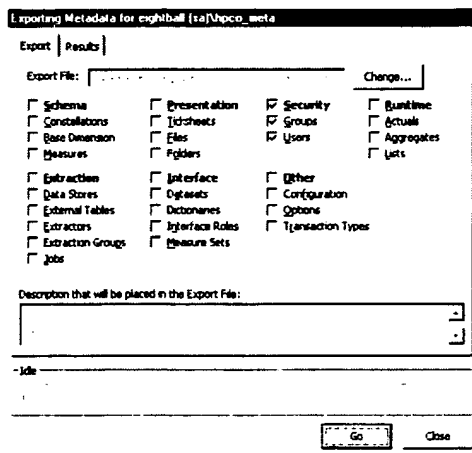 Exporting Metadata for eightball [sa]\hpco_meta
Export Results
Export File: Change...
Schema Presentation Security Runtime
Constellations Ticksheets Groups Actuals
Base Dimension Files Users Aggregates
Measures Folders Lists
Extraction Interface Other
Data Stores Datasets Configuration
External Tables Dictionaries Options
Extractors Interface Roles Transaction Types
Extraction Groups Measure Sets
Jobs
Description that will be placed in the Export File:
Idle
Go Close